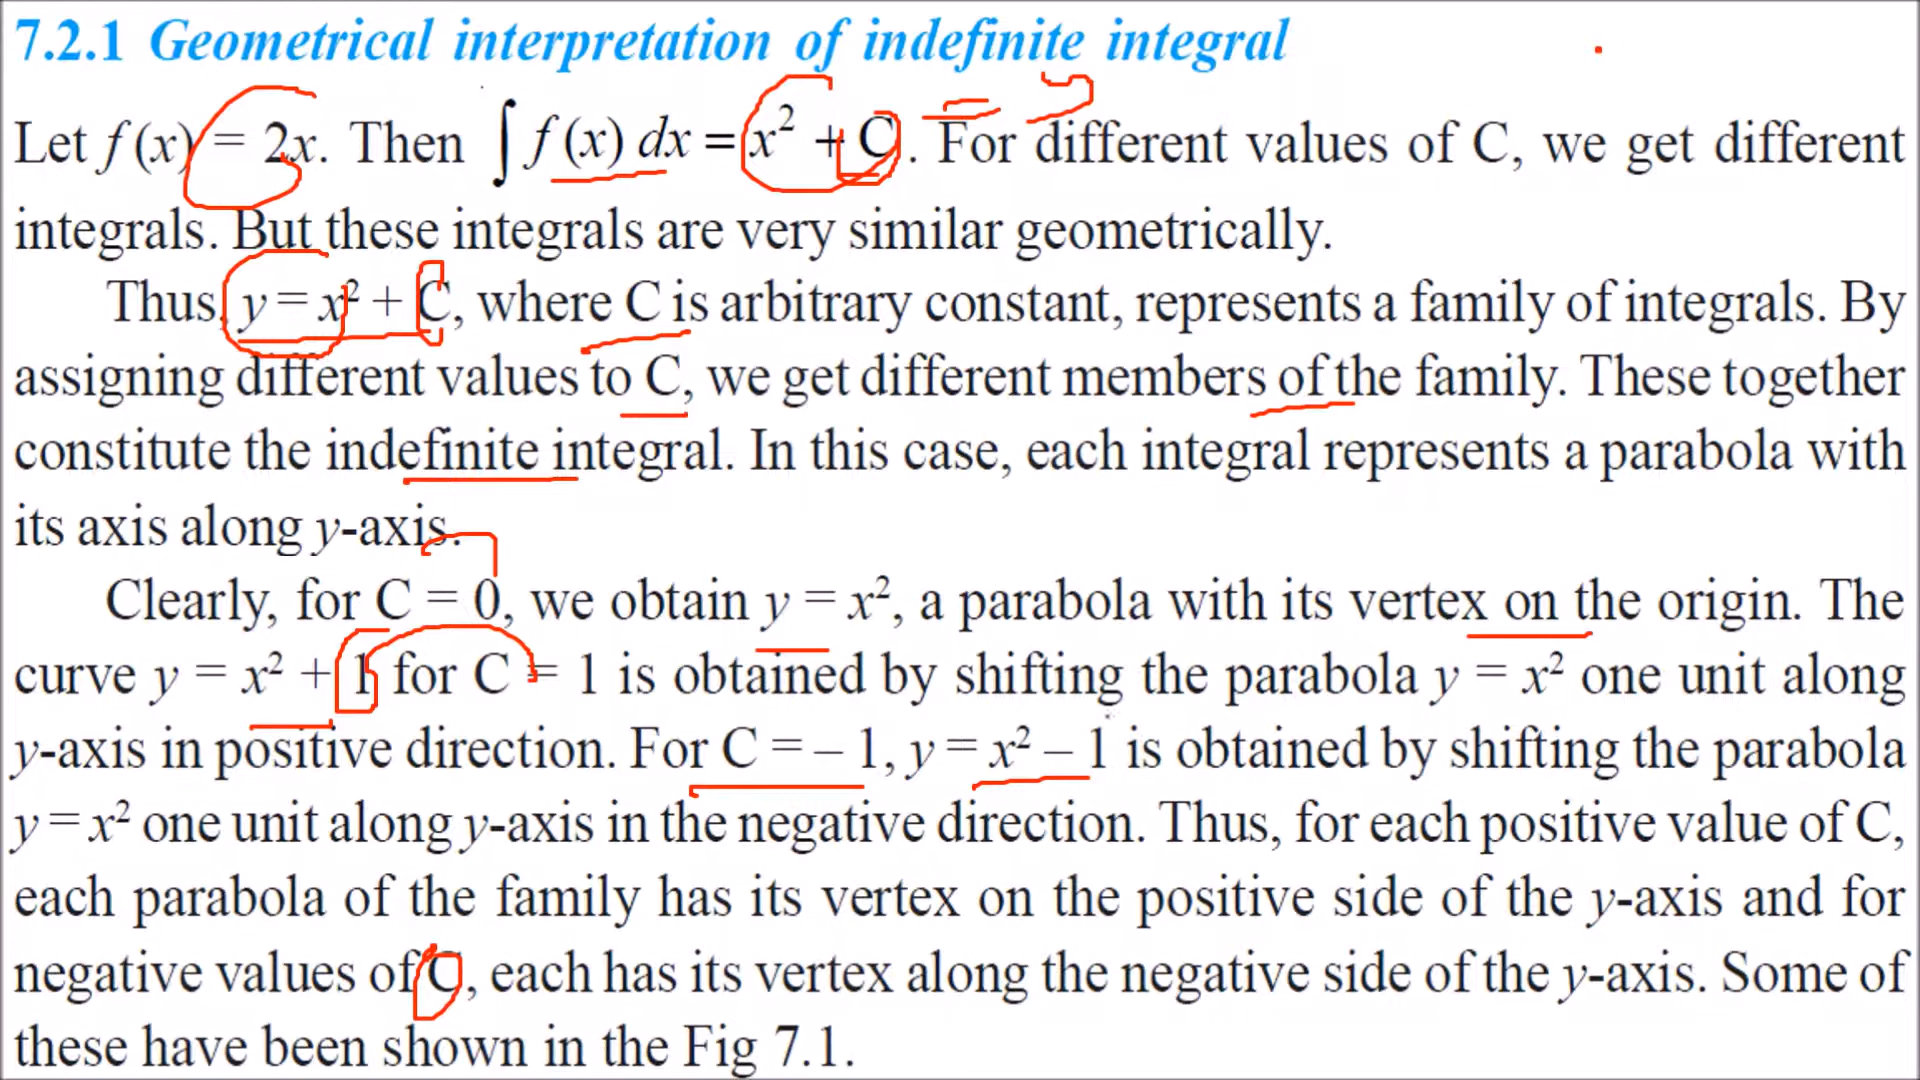 7.2.1 Geometrical interpretation of indefinite integral
Let f (x) = 2x. Then ∫ f (x) dx = x² + C. For different values of C, we get different
integrals. But these integrals are very similar geometrically.
Thus, y = x² + C, where C is arbitrary constant, represents a family of integrals. By
assigning different values to C, we get different members of the family. These together
constitute the indefinite integral. In this case, each integral represents a parabola with
its axis along y-axis.
Clearly, for C = 0, we obtain y = x², a parabola with its vertex on the origin. The
curve y = x² + 1 for C = 1 is obtained by shifting the parabola y = x² one unit along
y-axis in positive direction. For C = – 1, y = x² – 1 is obtained by shifting the parabola
y = x² one unit along y-axis in the negative direction. Thus, for each positive value of C,
each parabola of the family has its vertex on the positive side of the y-axis and for
negative values of C, each has its vertex along the negative side of the y-axis. Some of
these have been shown in the Fig 7.1.